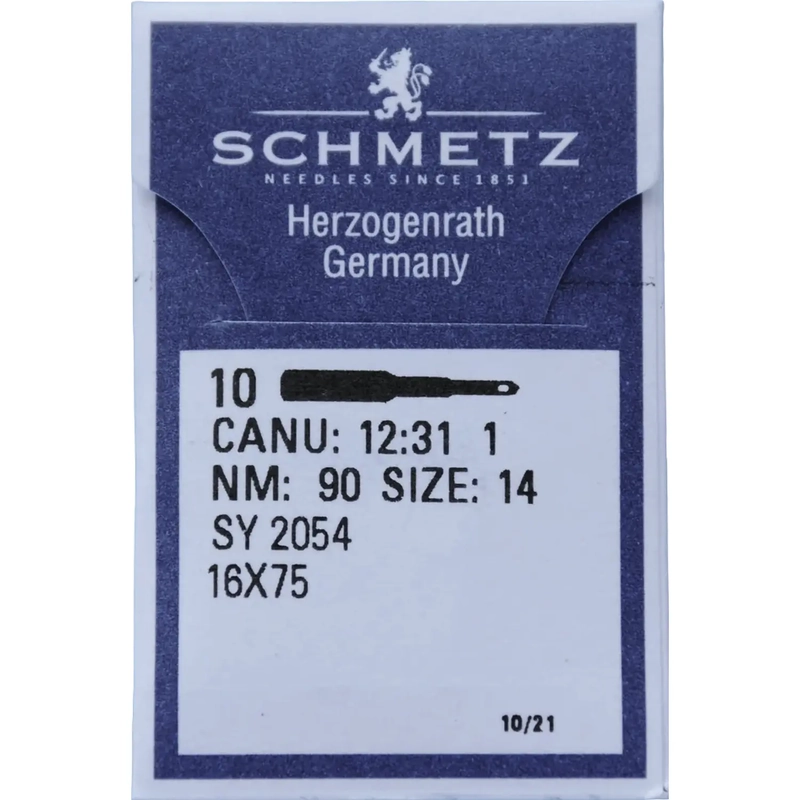 SCHMETZ
NEEDLES SINCE 1851
Herzogenrath
Germany
10
CANU: 12:31 1
NM: 90 SIZE: 14
SY 2054
16X75
10/21